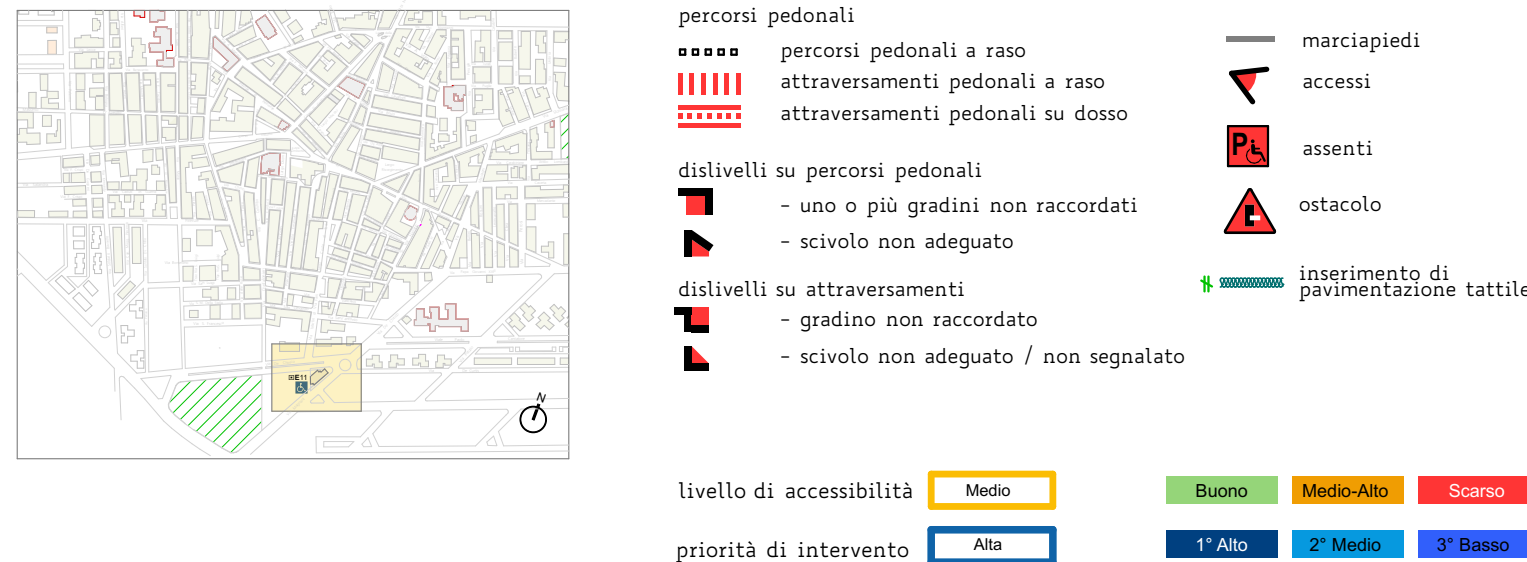 E11
N
percorsi pedonali
percorsi pedonali a raso
attraversamenti pedonali a raso
attraversamenti pedonali su dosso
dislivelli su percorsi pedonali
- uno o più gradini non raccordati
- scivolo non adeguato
dislivelli su attraversamenti
- gradino non raccordato
- scivolo non adeguato / non segnalato
marciapiedi
accessi
P
assenti
ostacolo
inserimento di
pavimentazione tattile
livello di accessibilità Medio Buono Medio-Alto Scarso
priorità di intervento Alta 1° Alto 2° Medio 3° Basso